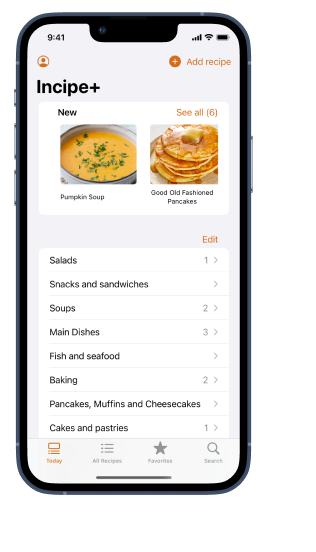 9:41
Add recipe
Incipe+
New
See all (6)
Pumpkin Soup
Good Old Fashioned
Pancakes
Edit
Salads 1
Snacks and sandwiches
Soups 2
Main Dishes 3
Fish and seafood
Baking 2
Pancakes, Muffins and Cheesecakes
Cakes and pastries 1
Today
All Recipes
Favorites
Search